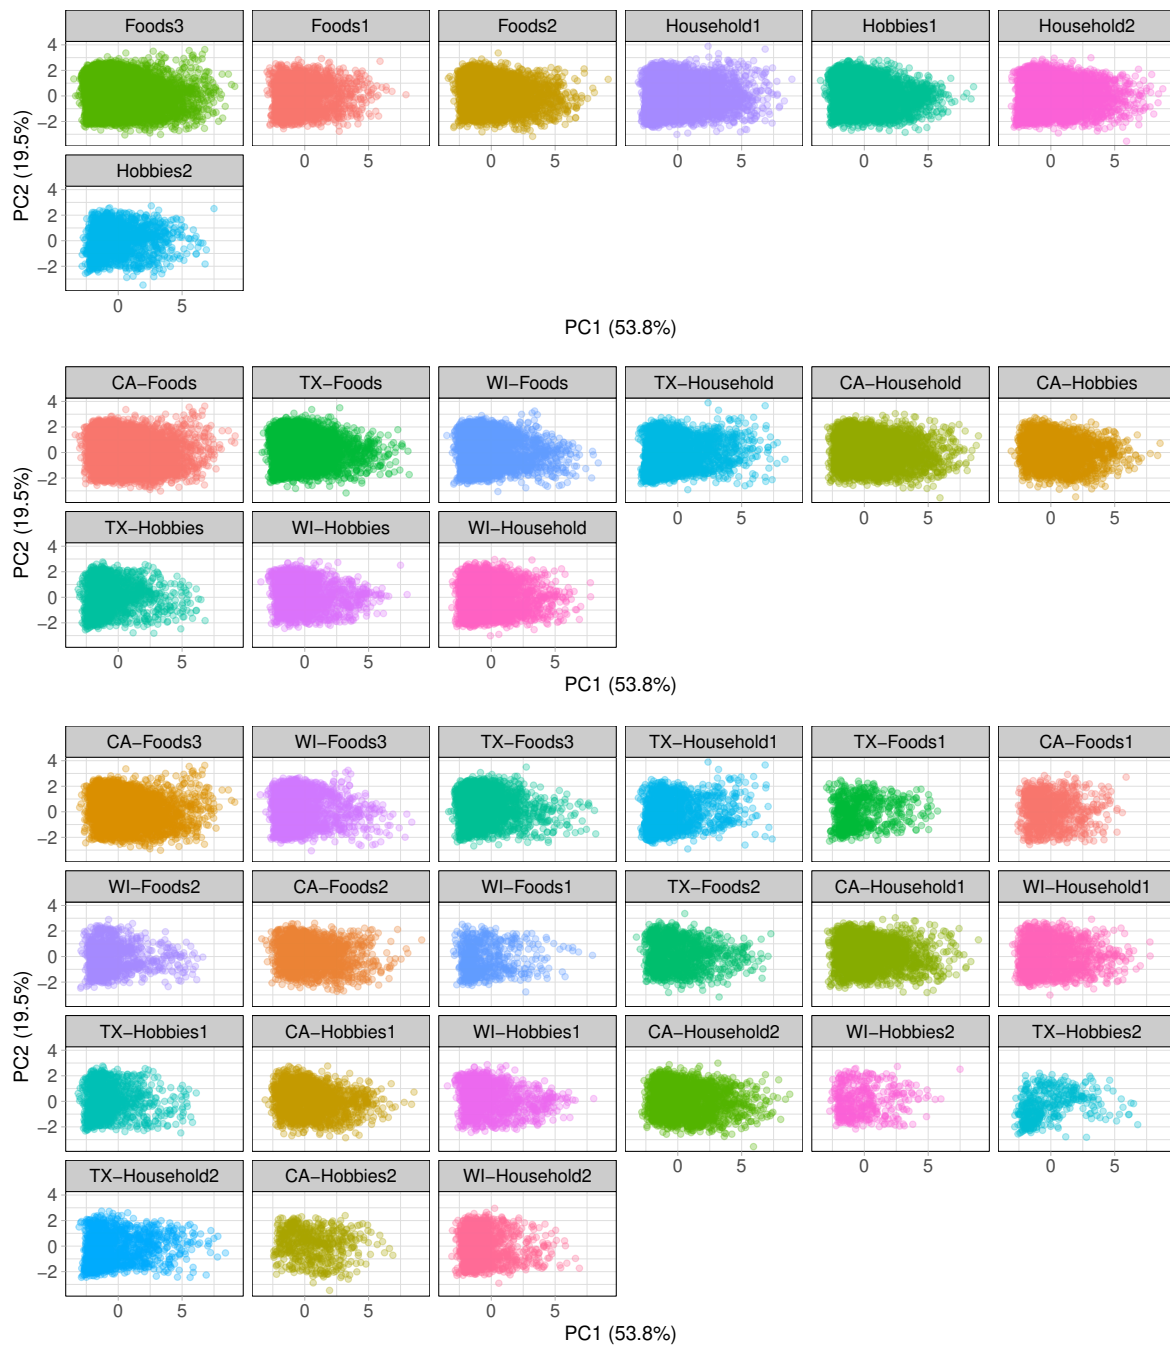 Foods3 Foods1 Foods2 Household1 Hobbies1 Household2
4
2
0
−2
0 5 0 5 0 5 0 5 0 5
Hobbies2
4
2
0
−2
0 5
PC2 (19.5%)
PC1 (53.8%)
CA−Foods TX−Foods WI−Foods TX−Household CA−Household CA−Hobbies
4
2
0
−2
0 5 0 5 0 5
TX−Hobbies WI−Hobbies WI−Household
4
2
0
−2
0 5 0 5 0 5
PC2 (19.5%)
PC1 (53.8%)
CA−Foods3 WI−Foods3 TX−Foods3 TX−Household1 TX−Foods1 CA−Foods1
4
2
0
−2
WI−Foods2 CA−Foods2 WI−Foods1 TX−Foods2 CA−Household1 WI−Household1
4
2
0
−2
TX−Hobbies1 CA−Hobbies1 WI−Hobbies1 CA−Household2 WI−Hobbies2 TX−Hobbies2
4
2
0
−2
0 5 0 5 0 5
TX−Household2 CA−Hobbies2 WI−Household2
4
2
0
−2
0 5 0 5 0 5
PC2 (19.5%)
PC1 (53.8%)